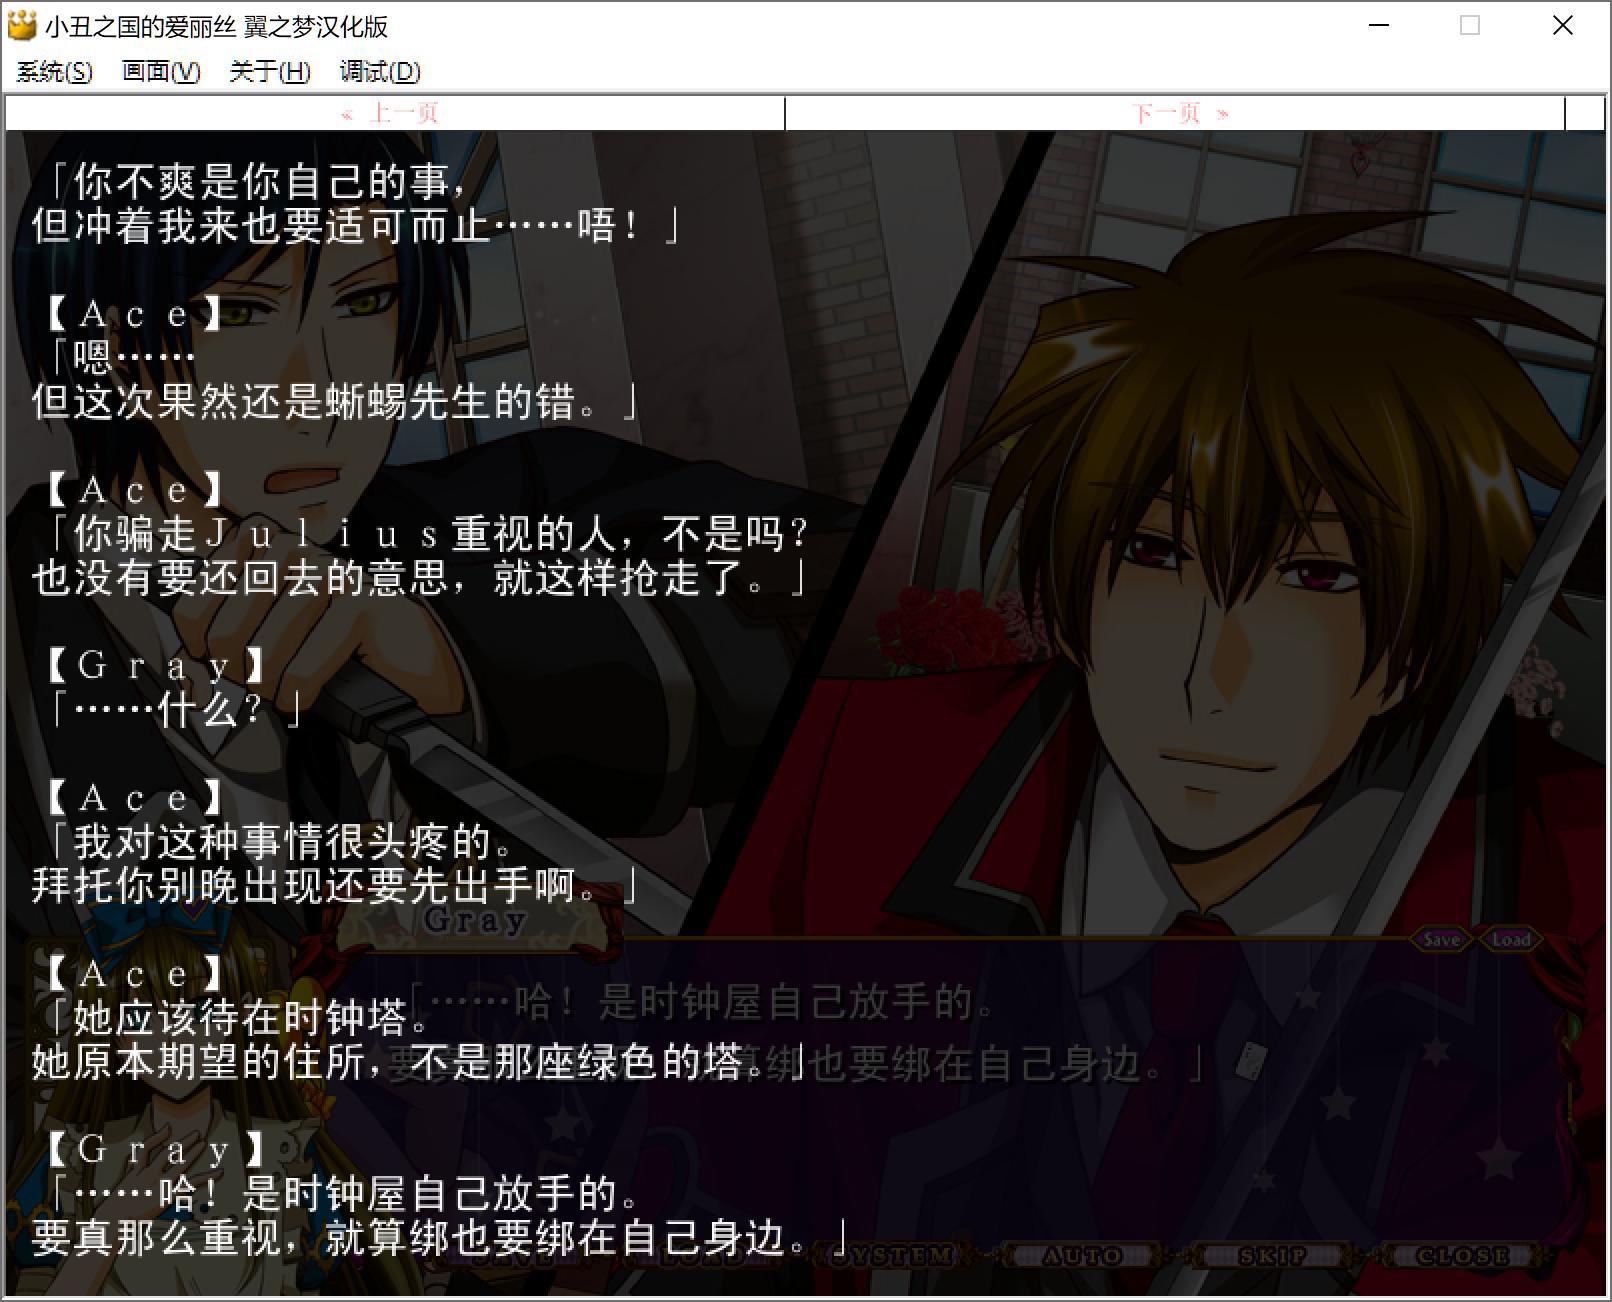 小丑之国的爱丽丝 翼之梦汉化版
系统(S) 画面(V) 关于(H) 调试(D)
« 上一页 下一页 »
「你不爽是你自己的事，
但冲着我来也要适可而止……唔！」
【Ａｃｅ】
「嗯……
但这次果然还是蜥蜴先生的错。」
【Ａｃｅ】
「你骗走Ｊｕｌｉｕｓ重视的人，不是吗？
也没有要还回去的意思，就这样抢走了。」
【Ｇｒａｙ】
「……什么？」
【Ａｃｅ】
「我对这种事情很头疼的。
拜托你别晚出现还要先出手啊。」
Gray
Save Load
【Ａｃｅ】
「她应该待在时钟塔。
她原本期望的住所，不是那座绿色的塔。」
「……哈！是时钟屋自己放手的。
要真那么重视，就算绑也要绑在自己身边。」
【Ｇｒａｙ】
「……哈！是时钟屋自己放手的。
要真那么重视，就算绑也要绑在自己身边。」
SAVE LOAD SYSTEM AUTO SKIP CLOSE